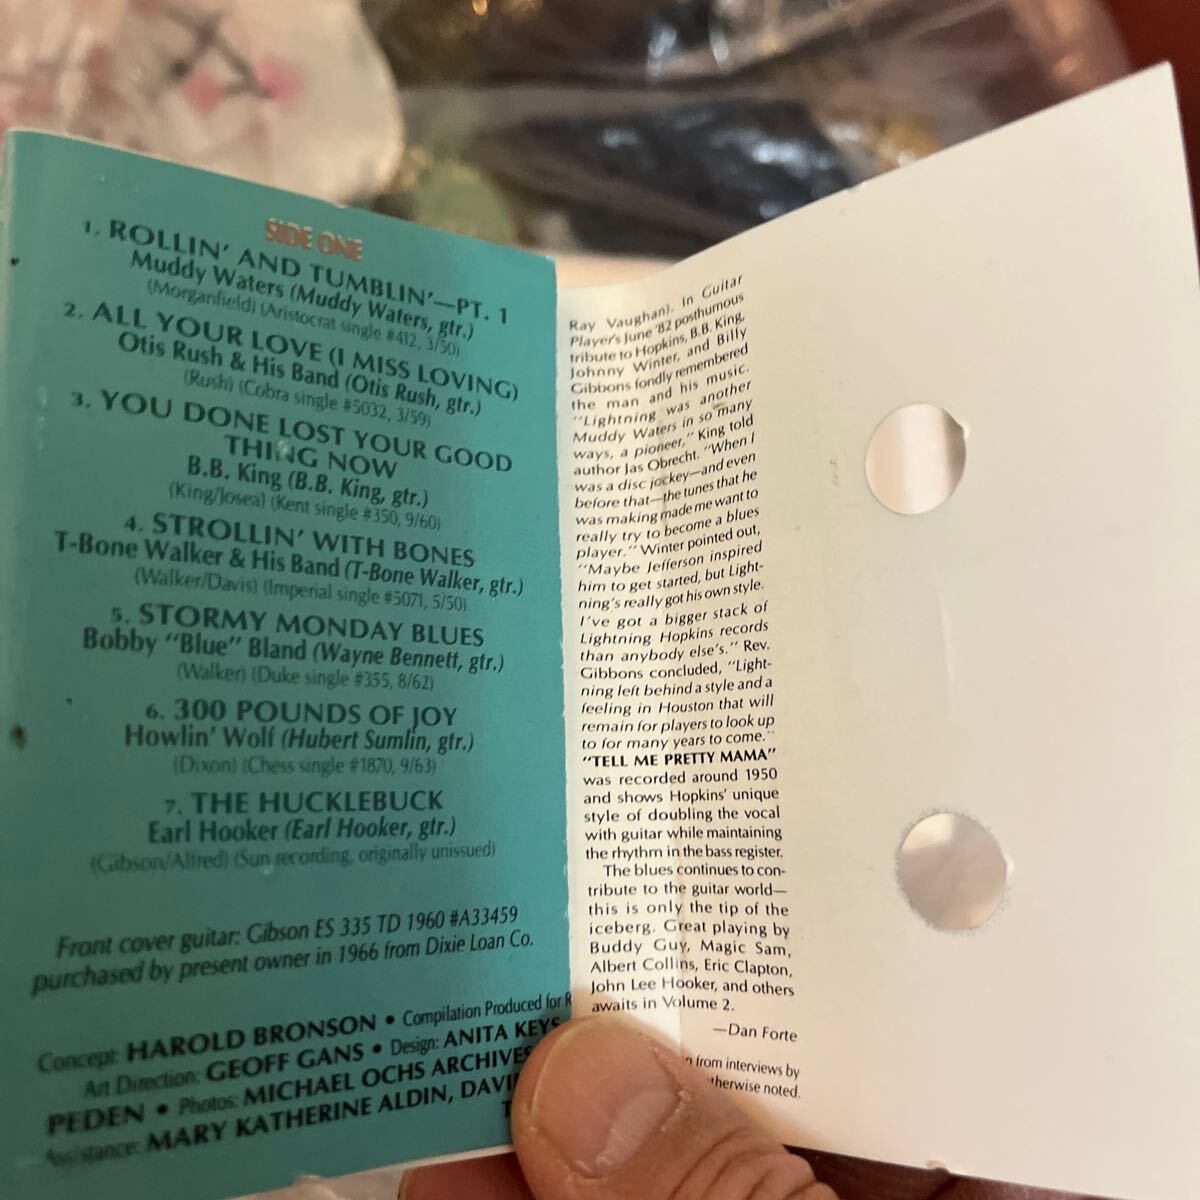 SIDE ONE
1. ROLLIN' AND TUMBLIN'—PT. 1
Muddy Waters (Muddy Waters, gtr.)
(Morganfield) (Aristocrat single #412, 3/50)
2. ALL YOUR LOVE (I MISS LOVING)
Otis Rush & His Band (Otis Rush, gtr.)
(Rush) (Cobra single #5032, 3/59)
3. YOU DONE LOST YOUR GOOD
THING NOW
B.B. King (B.B. King, gtr.)
(King/Josea) (Kent single #350, 9/60)
4. STROLLIN' WITH BONES
T-Bone Walker & His Band (T-Bone Walker, gtr.)
(Walker/Davis) (Imperial single #5071, 5/50)
5. STORMY MONDAY BLUES
Bobby "Blue" Bland (Wayne Bennett, gtr.)
(Walker) (Duke single #355, 8/62)
6. 300 POUNDS OF JOY
Howlin' Wolf (Hubert Sumlin, gtr.)
(Dixon) (Chess single #1870, 9/63)
7. THE HUCKLEBUCK
Earl Hooker (Earl Hooker, gtr.)
(Gibson/Alfred) (Sun recording, originally unissued)
Front cover guitar: Gibson ES 335 TD 1960 #A33459
purchased by present owner in 1966 from Dixie Loan Co.
Concept: HAROLD BRONSON • Compilation Produced for R
Art Direction: GEOFF GANS • Design: ANITA KEYS
PEDEN • Photos: MICHAEL OCHS ARCHIVES
Assistance: MARY KATHERINE ALDIN, DAVI
T
Ray Vaughan). In Guitar
Player's June '82 posthumous
tribute to Hopkins, B.B. King,
Johnny Winter, and Billy
Gibbons fondly remembered
the man and his music.
"Lightning was another
Muddy Waters in so many
ways, a pioneer," King told
author Jas Obrecht. "When I
was a disc jockey—and even
before that—the tunes that he
was making made me want to
really try to become a blues
player." Winter pointed out,
"Maybe Jefferson inspired
him to get started, but Light-
ning's really got his own style.
I've got a bigger stack of
Lightning Hopkins records
than anybody else's." Rev.
Gibbons concluded, "Light-
ning left behind a style and a
feeling in Houston that will
remain for players to look up
to for many years to come."
"TELL ME PRETTY MAMA"
was recorded around 1950
and shows Hopkins' unique
style of doubling the vocal
with guitar while maintaining
the rhythm in the bass register.
The blues continues to con-
tribute to the guitar world—
this is only the tip of the
iceberg. Great playing by
Buddy Guy, Magic Sam,
Albert Collins, Eric Clapton,
John Lee Hooker, and others
awaits in Volume 2.
—Dan Forte
from interviews by
therwise noted.